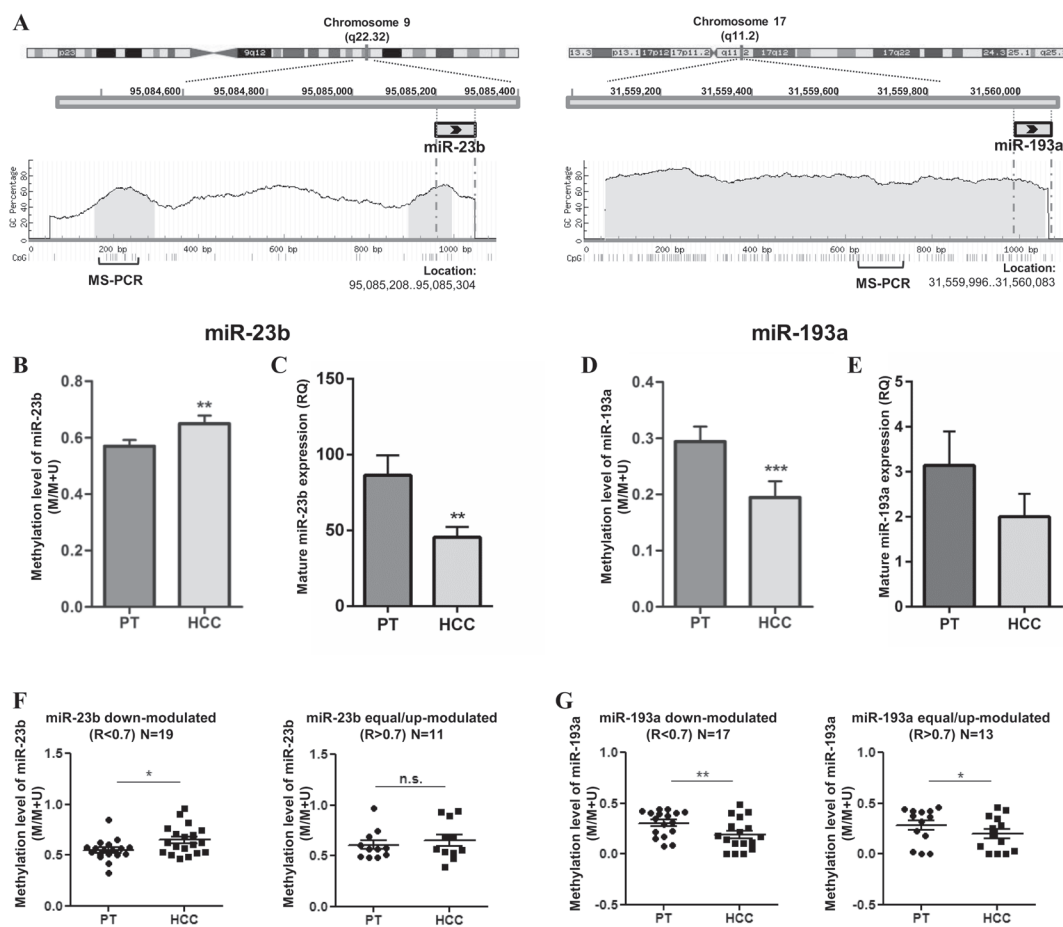 A
Chromosome 9
(q22.32)
p23
9q12
95,084,600
95,084,800
95,085,000
95,085,200
95,085,400
miR-23b
GC Percentage
0 20 40 60 80
0 200 bp 400 bp 600 bp 800 bp 1000 bp
CpG
MS-PCR
Location:
95,085,208..95,085,304
Chromosome 17
(q11.2)
13.3 p13.1 17p12 17p11.2 q11.2 17q12 17q22 24.3 25.1 q25.
31,559,200
31,559,400
31,559,600
31,559,800
31,560,000
miR-193a
GC Percentage
0 20 40 60 80
0 200 bp 400 bp 600 bp 800 bp 1000 bp
CpG
MS-PCR
Location:
31,559,996..31,560,083
miR-23b
miR-193a
B
Methylation level of miR-23b
(M/M+U)
0.8
0.6
0.4
0.2
0.0
**
PT HCC
C
Mature miR-23b expression (RQ)
150
100
50
0
**
PT HCC
D
Methylation level of miR-193a
(M/M+U)
0.4
0.3
0.2
0.1
0.0
***
PT HCC
E
Mature miR-193a expression (RQ)
5
4
3
2
1
0
PT HCC
F
miR-23b down-modulated
(R<0.7) N=19
Methylation level of miR-23b
(M/M+U)
1.5
1.0
0.5
0.0
*
PT HCC
miR-23b equal/up-modulated
(R>0.7) N=11
Methylation level of miR-23b
(M/M+U)
1.5
1.0
0.5
0.0
n.s.
PT HCC
G
miR-193a down-modulated
(R<0.7) N=17
Methylation level of miR-193a
(M/M+U)
1.0
0.5
0.0
-0.5
**
PT HCC
miR-193a equal/up-modulated
(R>0.7) N=13
Methylation level of miR-193a
(M/M+U)
1.0
0.5
0.0
-0.5
*
PT HCC